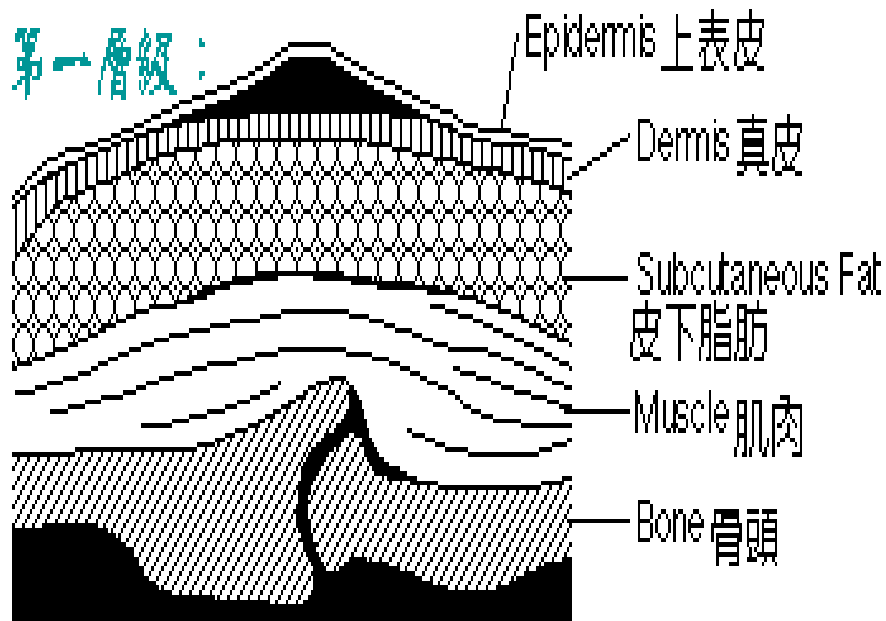 第一層級：
Epidermis 上表皮
Dermis 真皮
Subcutaneous Fat
皮下脂肪
Muscle 肌肉
Bone 骨頭